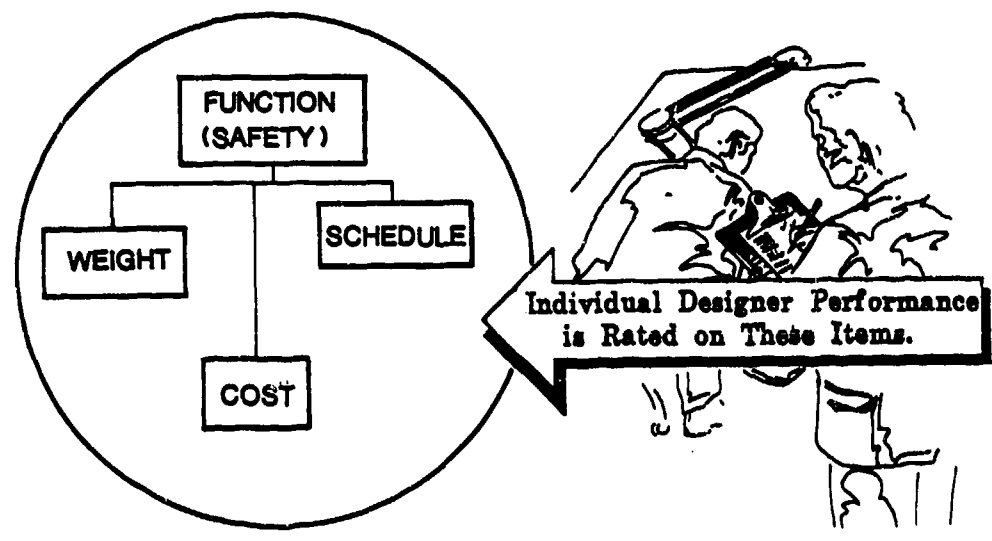 FUNCTION
(SAFETY)
WEIGHT
SCHEDULE
COST
Individual Designer Performance
is Rated on These Items.